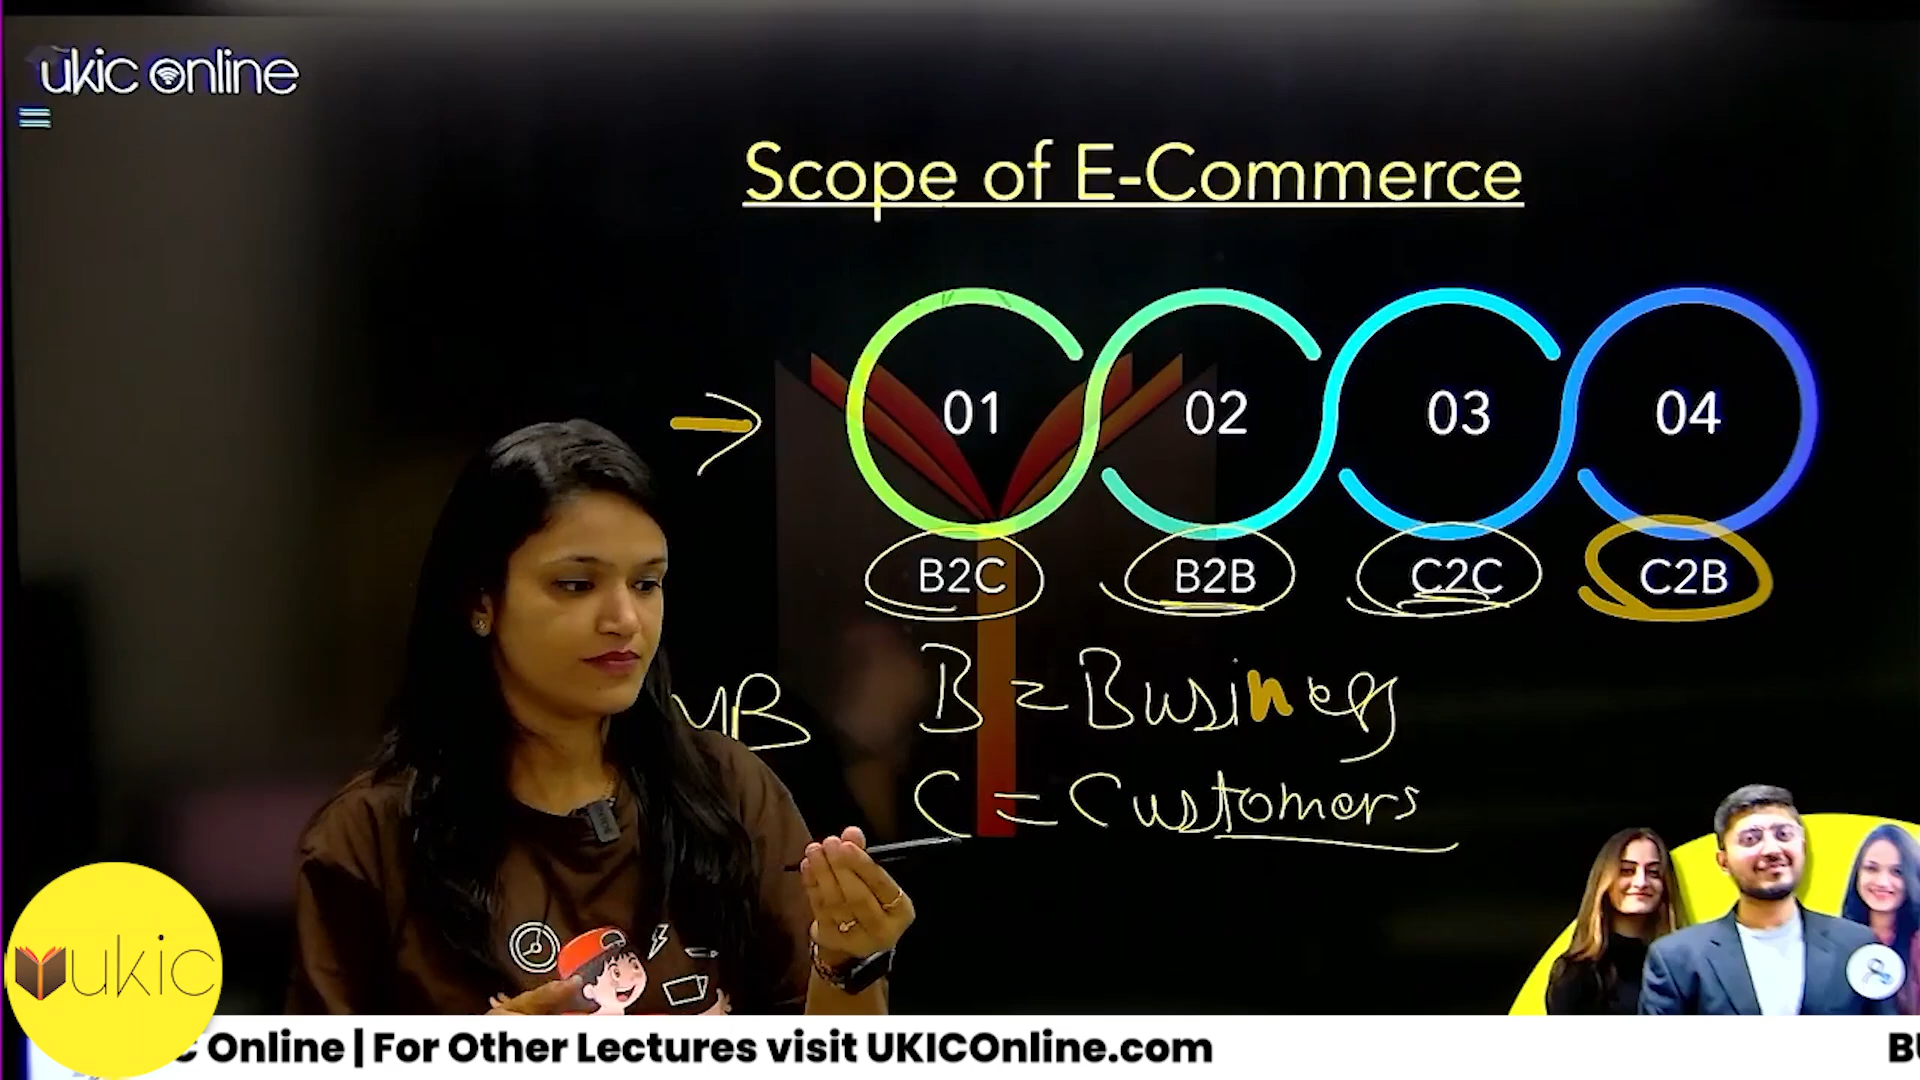 ukic online
Scope of E-Commerce
01 02 03 04
B2C B2B C2C C2B
B = Business
C = Customers
ukic
Online | For Other Lectures visit UKICOnline.com